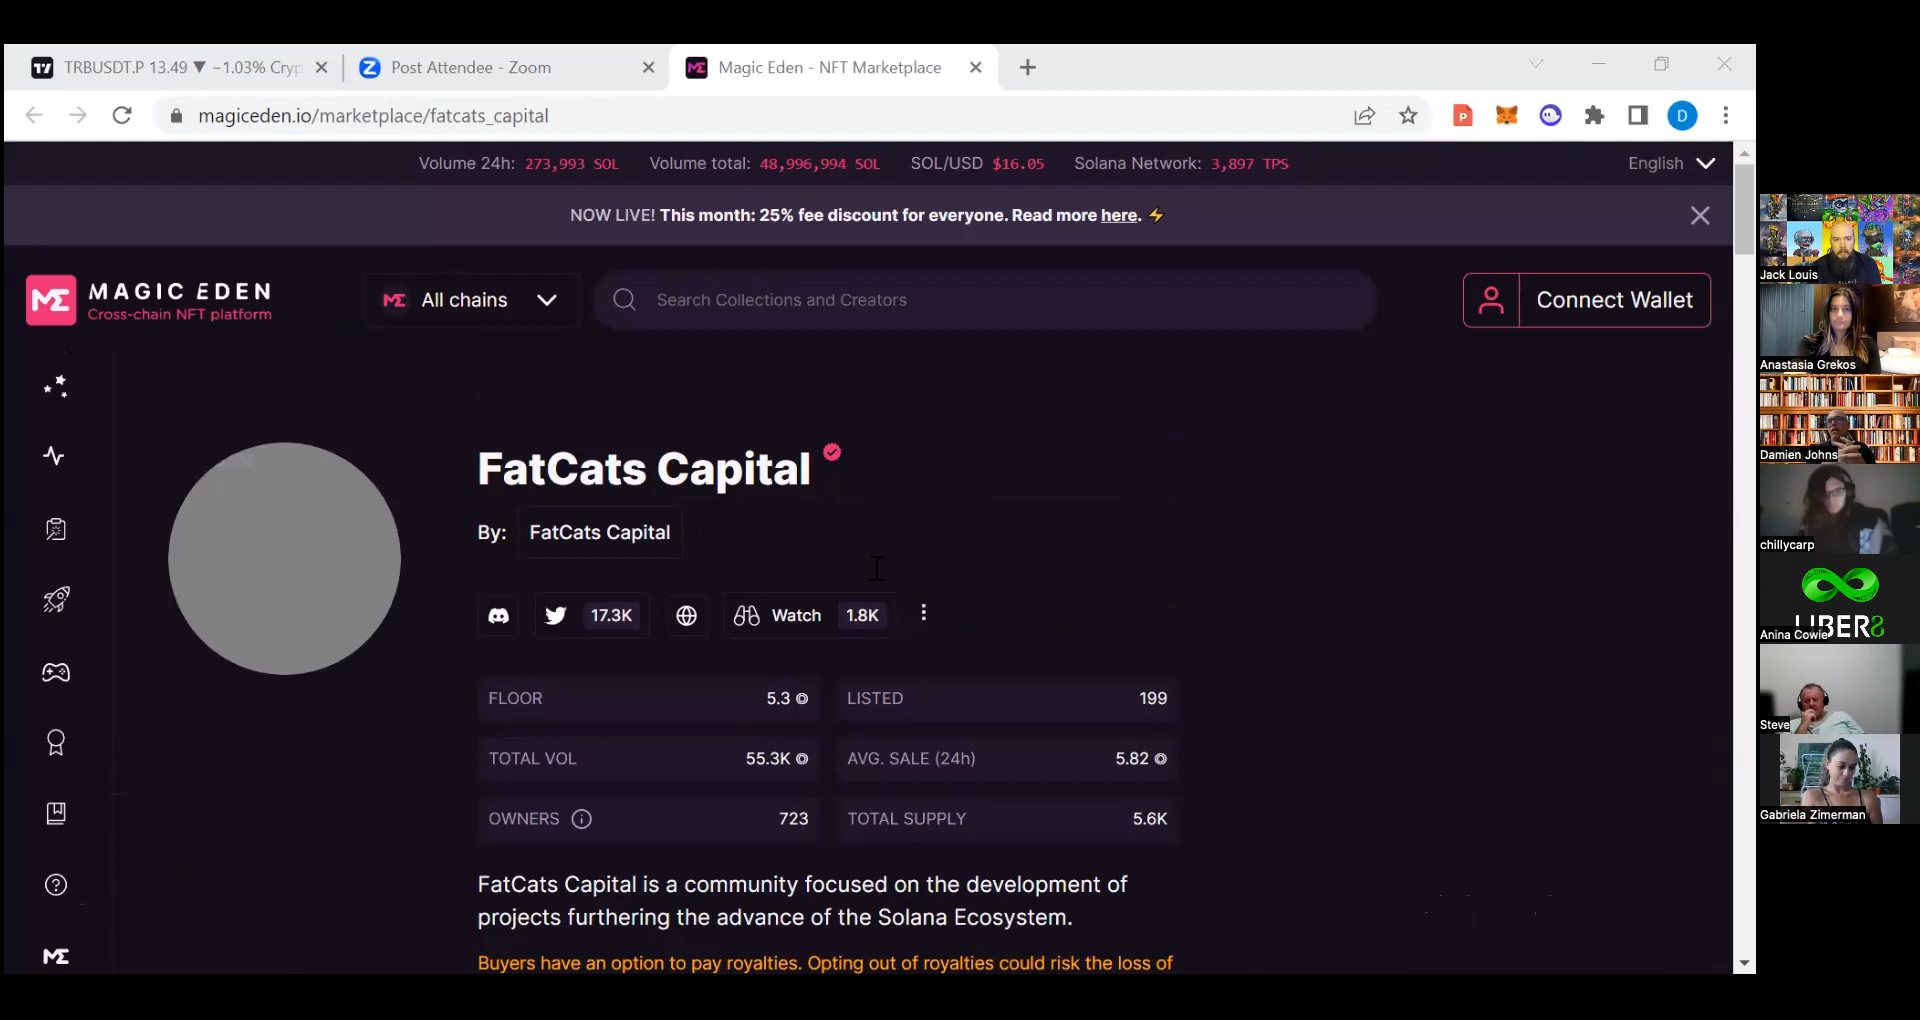 TRBUSDT.P 13.49 ▼ −1.03% Cryp
Post Attendee - Zoom
Magic Eden - NFT Marketplace
magiceden.io/marketplace/fatcats_capital
P
D
Volume 24h: 273,993 SOL Volume total: 48,996,994 SOL SOL/USD $16.05 Solana Network: 3,897 TPS English
NOW LIVE! This month: 25% fee discount for everyone. Read more here. ⚡
ME
MAGIC EDEN
Cross-chain NFT platform
ME All chains
Search Collections and Creators
Connect Wallet
FatCats Capital
By: FatCats Capital
17.3K
Watch 1.8K
FLOOR 5.3
LISTED 199
TOTAL VOL 55.3K
AVG. SALE (24h) 5.82
OWNERS 723
TOTAL SUPPLY 5.6K
FatCats Capital is a community focused on the development of
projects furthering the advance of the Solana Ecosystem.
Buyers have an option to pay royalties. Opting out of royalties could risk the loss of
ME
Jack Louis
Anastasia Grekos
Damien Johns
chillycarp
LIBER8
Anina Cowie
Steve
Gabriela Zimerman